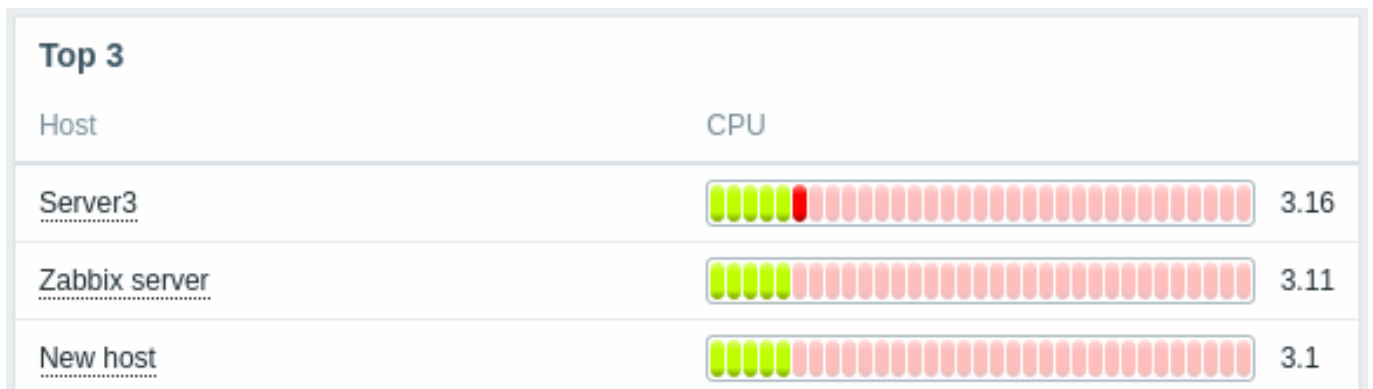 Top 3
Host CPU
Server3 3.16
Zabbix server 3.11
New host 3.1